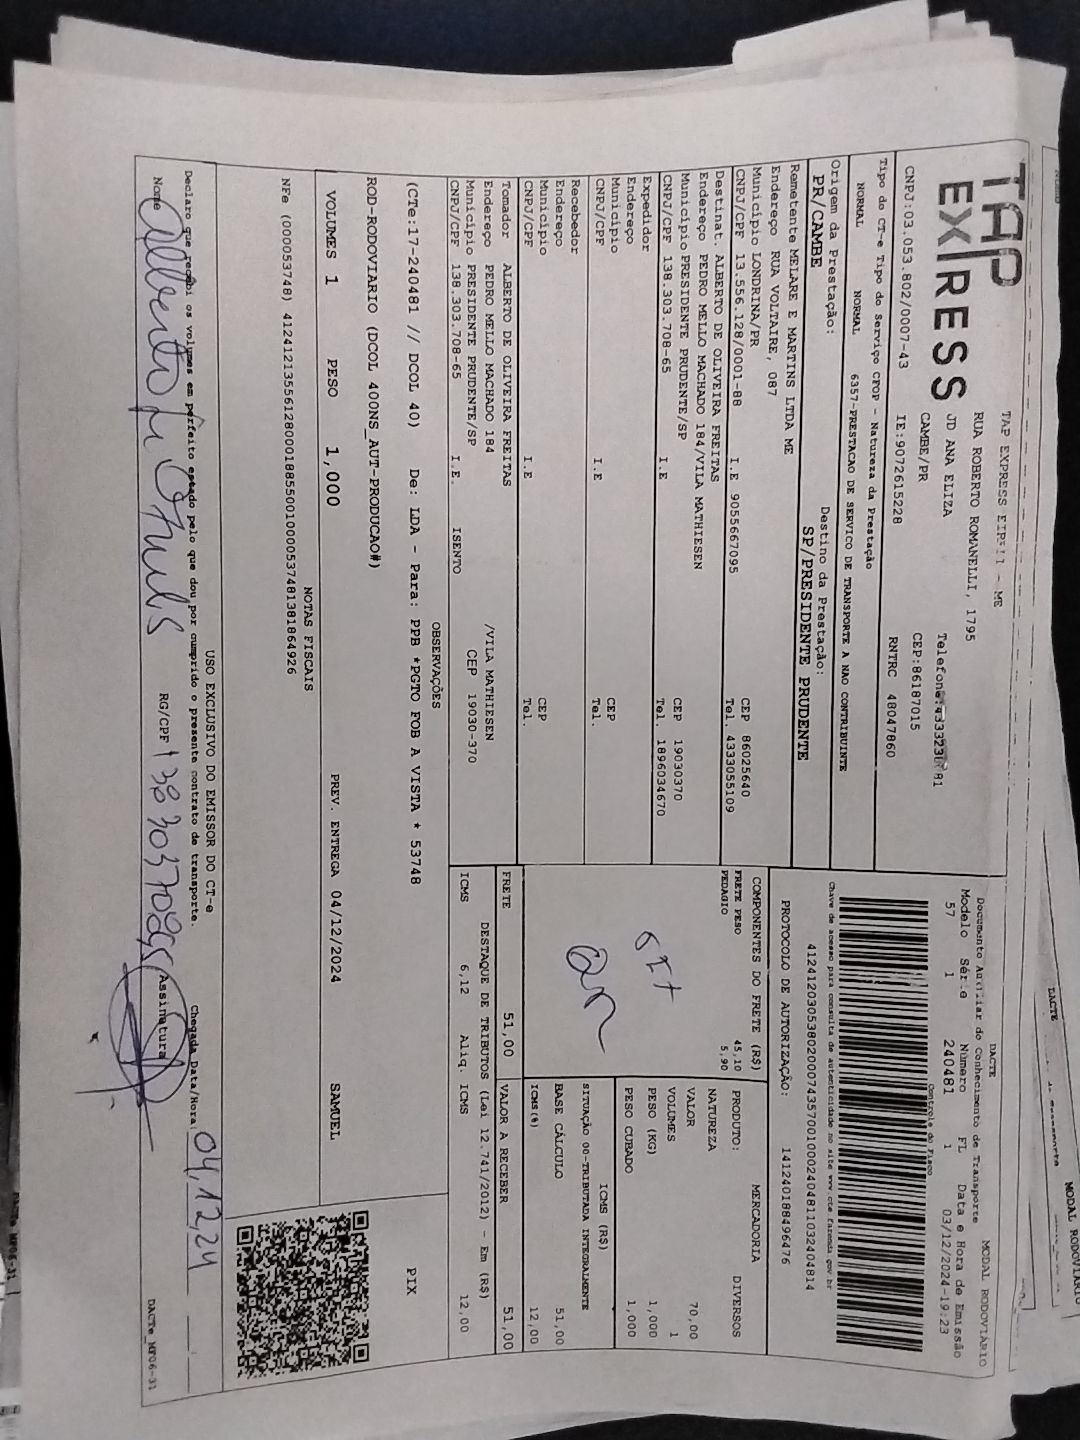 TAP
EXPRESS
TAP EXPRESS EIRELI - ME
RUA ROBERTO ROMANELLI, 1795
JD ANA ELIZA
CAMBE/PR
CEP:86187015
CNPJ:03.053.802/0007-43
IE:9072615228
RNTRC 48047860
Tipo do CT-e Tipo do Serviço CFOP - Natureza da Prestação
NORMAL NORMAL 6357-PRESTACAO DE SERVICO DE TRANSPORTE A NAO CONTRIBUINTE
Origem da Prestação: Destino da Prestação:
PR/CAMBE SP/PRESIDENTE PRUDENTE
DACTE MODAL RODOVIÁRIO
Documento Auxiliar do Conhecimento de Transporte
Modelo Série Número FL Data e Hora de Emissão
57 1 240481 1 03/12/2024-19:23
Controle do Fisco
Chave de acesso para consulta de autenticidade no site www.cte.fazenda.gov.br
41241203053802000743570010002404811032404814
PROTOCOLO DE AUTORIZAÇÃO: 141240188496476
Remetente MELARE E MARTINS LTDA ME
Endereço RUA VOLTAIRE, 087
Município LONDRINA/PR CEP 86025640
CNPJ/CPF 13.556.128/0001-88 I.E 9055667095 Tel. 4333055109
Destinat. ALBERTO DE OLIVEIRA FREITAS
Endereço PEDRO MELLO MACHADO 184/VILA MATHIESEN
Município PRESIDENTE PRUDENTE/SP CEP 19030370
CNPJ/CPF 138.303.708-65 I.E Tel. 1896034670
Expedidor
Endereço
Município CEP
CNPJ/CPF I.E Tel.
Recebedor
Endereço
Município CEP
CNPJ/CPF I.E Tel.
Tomador ALBERTO DE OLIVEIRA FREITAS
Endereço PEDRO MELLO MACHADO 184 /VILA MATHIESEN
Município PRESIDENTE PRUDENTE/SP CEP 19030-370
CNPJ/CPF 138.303.708-65 I.E. ISENTO
COMPONENTES DO FRETE (R$)
FRETE PESO 45,10
PEDAGIO 5,90
PRODUTO: MERCADORIA
NATUREZA DIVERSOS
VALOR 70,00
VOLUMES 1
PESO (KG) 1,000
PESO CUBADO 1,000
ICMS (R$)
SITUAÇÃO 00-TRIBUTADA INTEGRALMENTE
BASE CÁLCULO 51,00
ICMS(%) 12,00
FRETE 51,00 VALOR A RECEBER 51,00
DESTAQUE DE TRIBUTOS (Lei 12.741/2012) - Em (R$)
ICMS 6,12 Aliq. ICMS 12,00
OBSERVAÇÕES
(CTe:17-240481 // DCOL 40) De: LDA - Para: PPB *PGTO FOB A VISTA * 53748
PIX
ROD-RODOVIARIO (DCOL 400NS_AUT-PRODUCAO#)
VOLUMES 1 PESO 1,000 PREV. ENTREGA 04/12/2024 SAMUEL
NOTAS FISCAIS
NFe (000053748) 41241213556128000188550010000537481381864926
USO EXCLUSIVO DO EMISSOR DO CT-e
Declaro que recebi os volumes em perfeito estado pelo que dou por cumprido o presente contrato de transporte. Chegada Data/Hora: 04,12,24
Nome RG/CPF 13830370865 Assinatura
DACTe_MF06-31